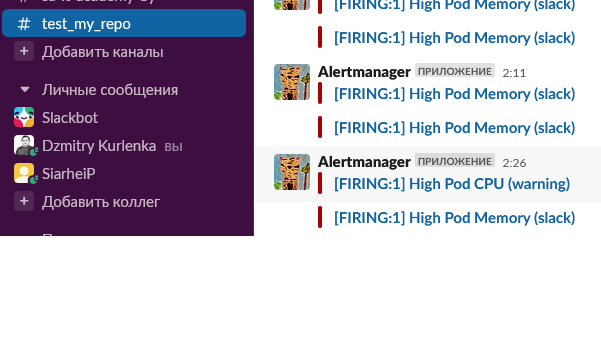 # test_my_repo
+ Добавить каналы
Личные сообщения
Slackbot
Dzmitry Kurlenka вы
SiarheiP
+ Добавить коллег
[FIRING:1] High Pod Memory (slack)
[FIRING:1] High Pod Memory (slack)
Alertmanager ПРИЛОЖЕНИЕ 2:11
[FIRING:1] High Pod Memory (slack)
[FIRING:1] High Pod Memory (slack)
Alertmanager ПРИЛОЖЕНИЕ 2:26
[FIRING:1] High Pod CPU (warning)
[FIRING:1] High Pod Memory (slack)